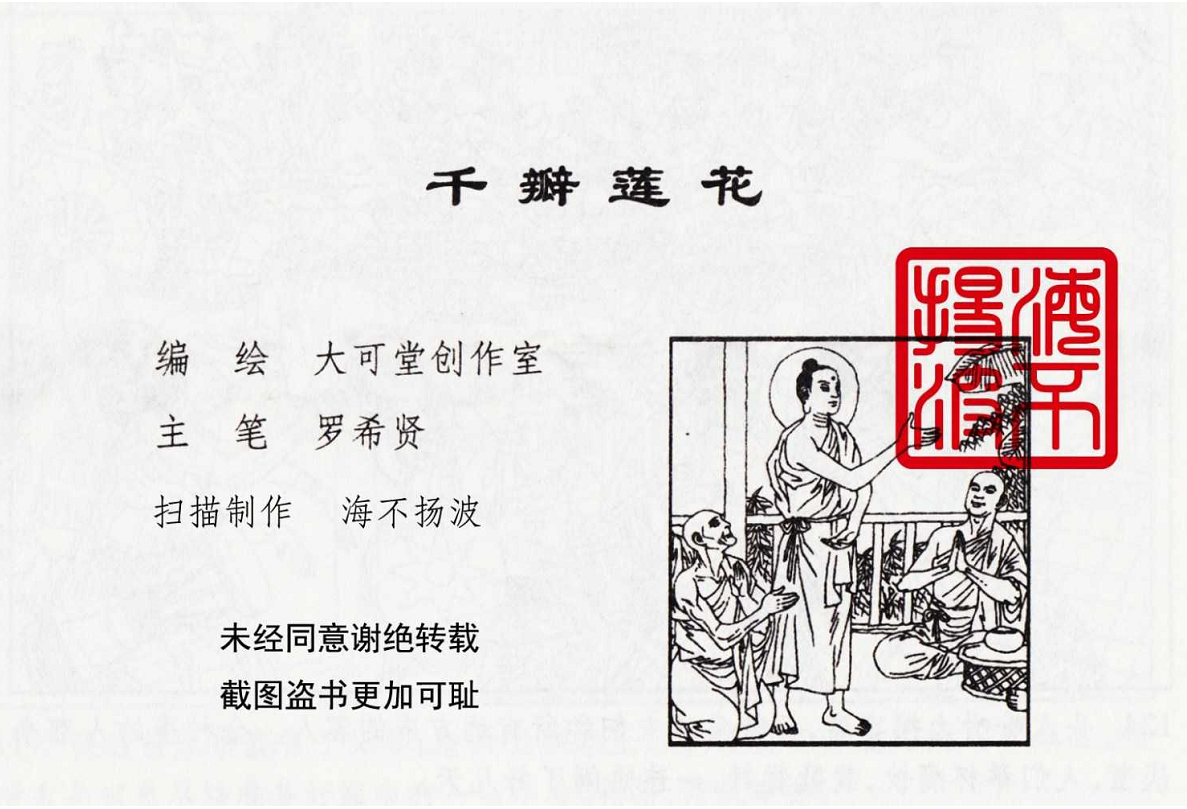 千瓣莲花
编 绘 大可堂创作室
主 笔 罗希贤
扫描制作 海不扬波
未经同意谢绝转载
截图盗书更加可耻
海不
扬波